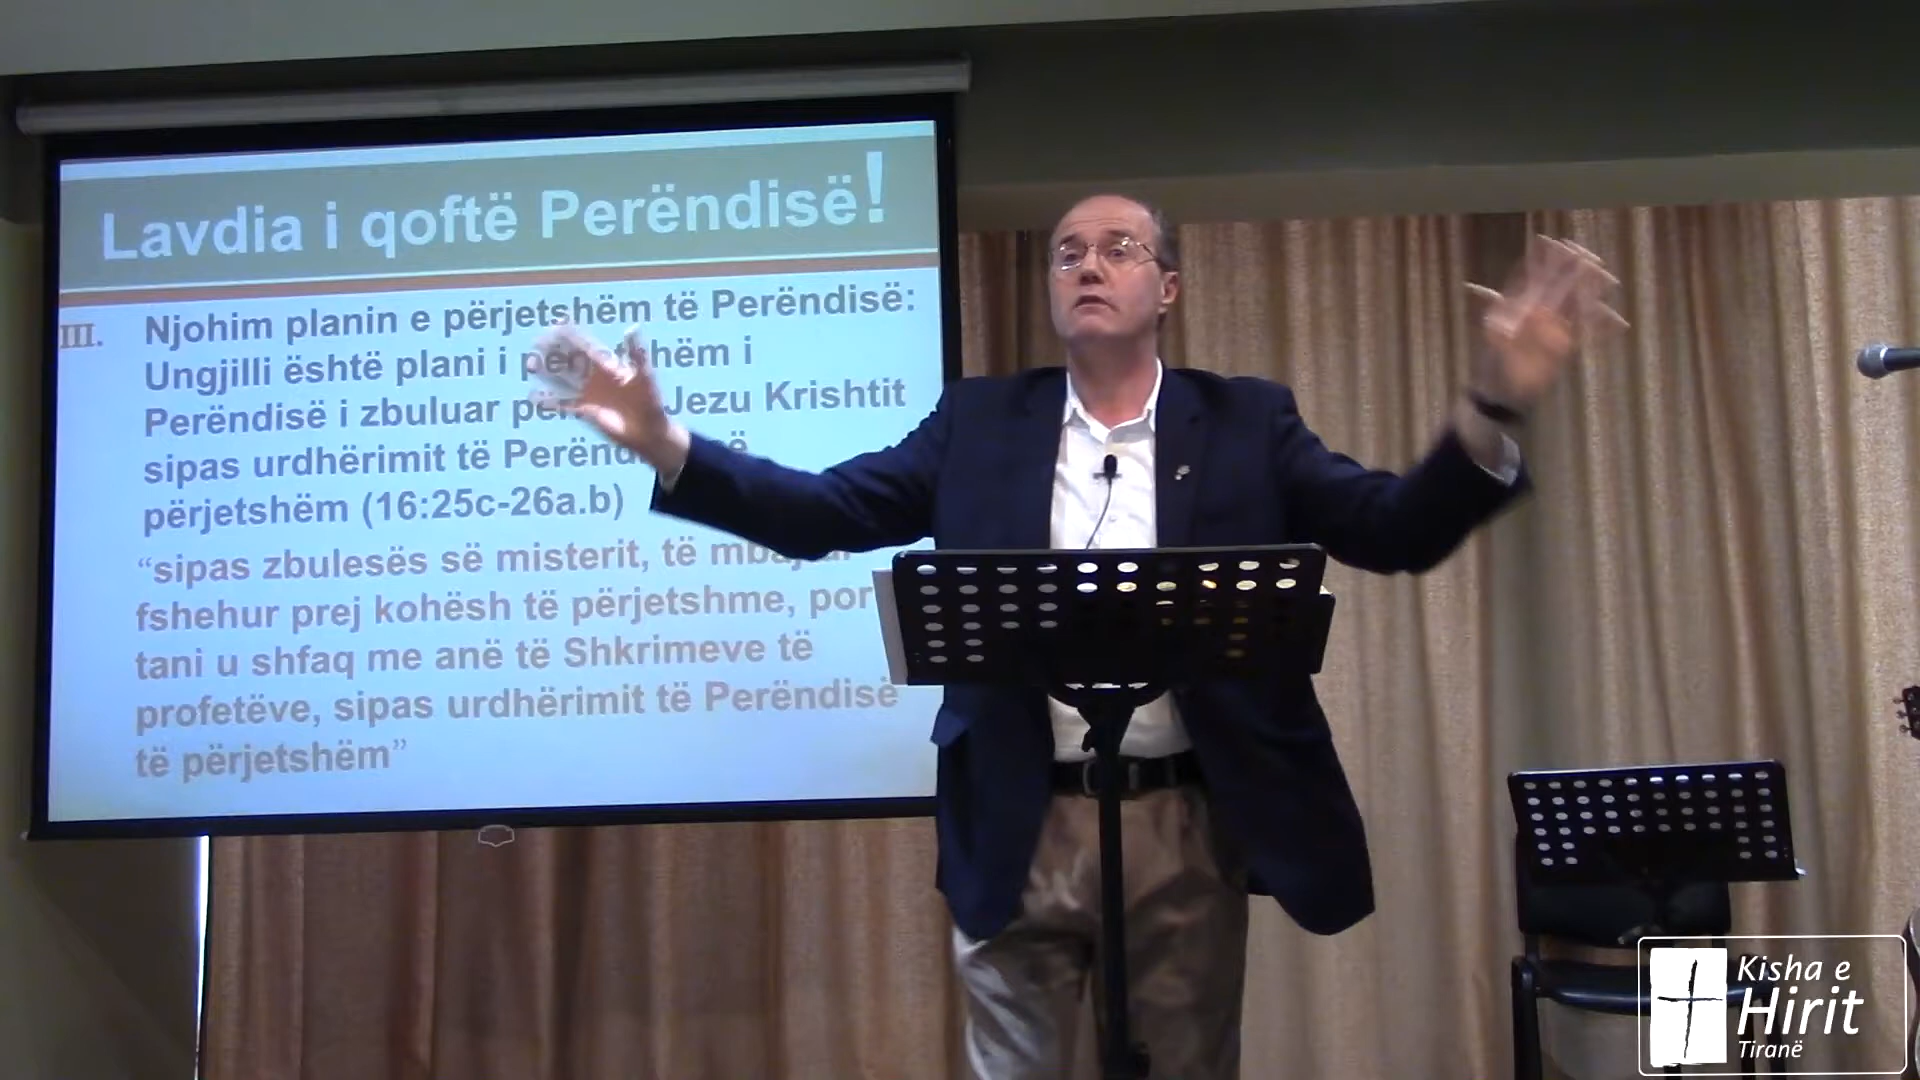 Lavdia i qoftë Perëndisë!
III. Njohim planin e përjetshëm të Perëndisë:
Ungjilli është plani i përjetshëm i
Perëndisë i zbuluar Jezu Krishtit
sipas urdhërimit të
përjetshëm (16:25c-26a.b)
“sipas zbulesës së misterit, të
fshehur prej kohësh të përjetshme, por
tani u shfaq me anë të Shkrimeve të
profetëve, sipas urdhërimit të Perëndisë
të përjetshëm”
Kisha e
Hirit
Tiranë